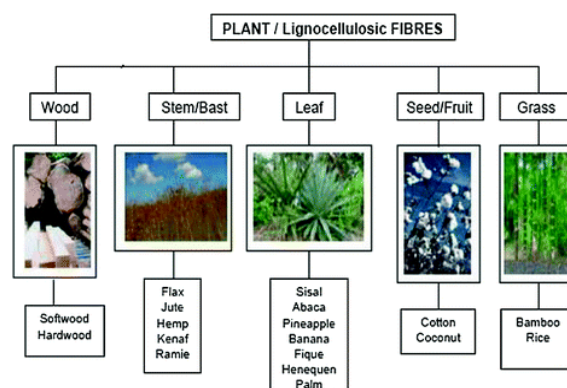 PLANT / Lignocellulosic FIBRES
Wood
Stem/Bast
Leaf
Seed/Fruit
Grass
Softwood
Hardwood
Flax
Jute
Hemp
Kenaf
Ramie
Sisal
Abaca
Pineapple
Banana
Fique
Henequen
Palm
Cotton
Coconut
Bamboo
Rice